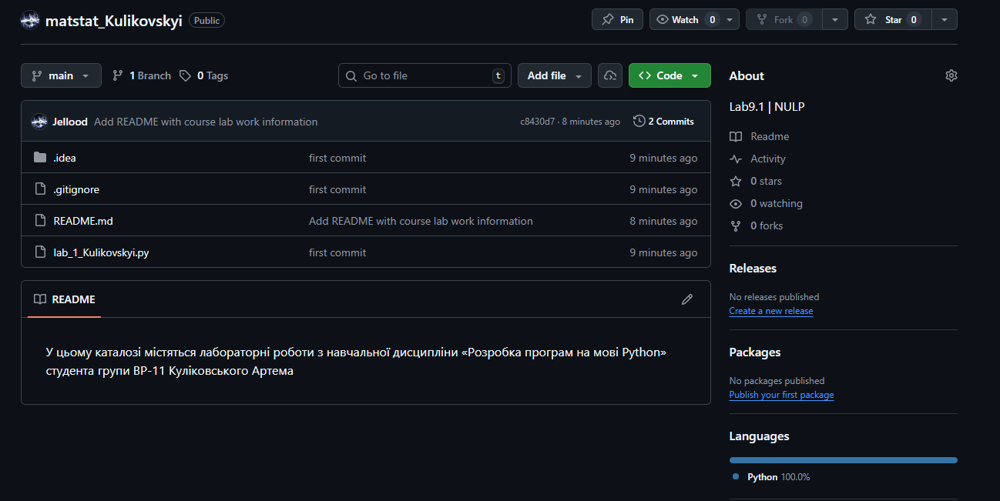 matstat_Kulikovskyi Public Pin Watch 0 Fork 0 Star 0
main 1 Branch 0 Tags Go to file t Add file Code
Jellood Add README with course lab work information c8430d7 · 8 minutes ago 2 Commits
.idea first commit 9 minutes ago
.gitignore first commit 9 minutes ago
README.md Add README with course lab work information 8 minutes ago
lab_1_Kulikovskyi.py first commit 9 minutes ago
README
У цьому каталозі містяться лабораторні роботи з навчальної дисципліни «Розробка програм на мові Python»
студента групи ВР-11 Куліковського Артема
About
Lab9.1 | NULP
Readme
Activity
0 stars
0 watching
0 forks
Releases
No releases published
Create a new release
Packages
No packages published
Publish your first package
Languages
Python 100.0%